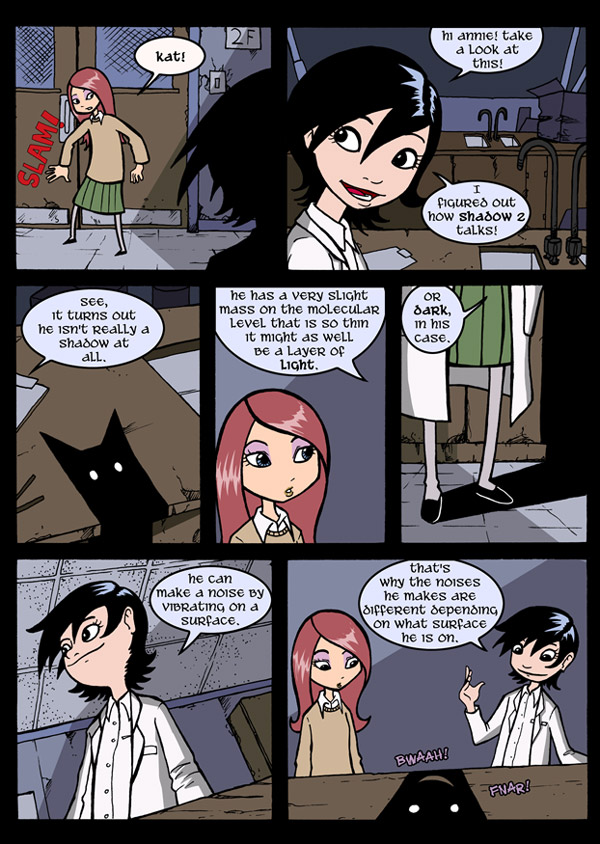 2F
Kat!
SLAM!
Hi Annie! Take
a look at
this!
I
figured out
how Shadow 2
talks!
See,
it turns out
he isn't really a
shadow at
all.
He has a very slight
mass on the molecular
level that is so thin
it might as well
be a layer of
light.
Or
dark,
in his
case.
He can
make a noise by
vibrating on a
surface.
That's
why the noises
he makes are
different depending
on what surface
he is on.
BWAAH!
FNAR!